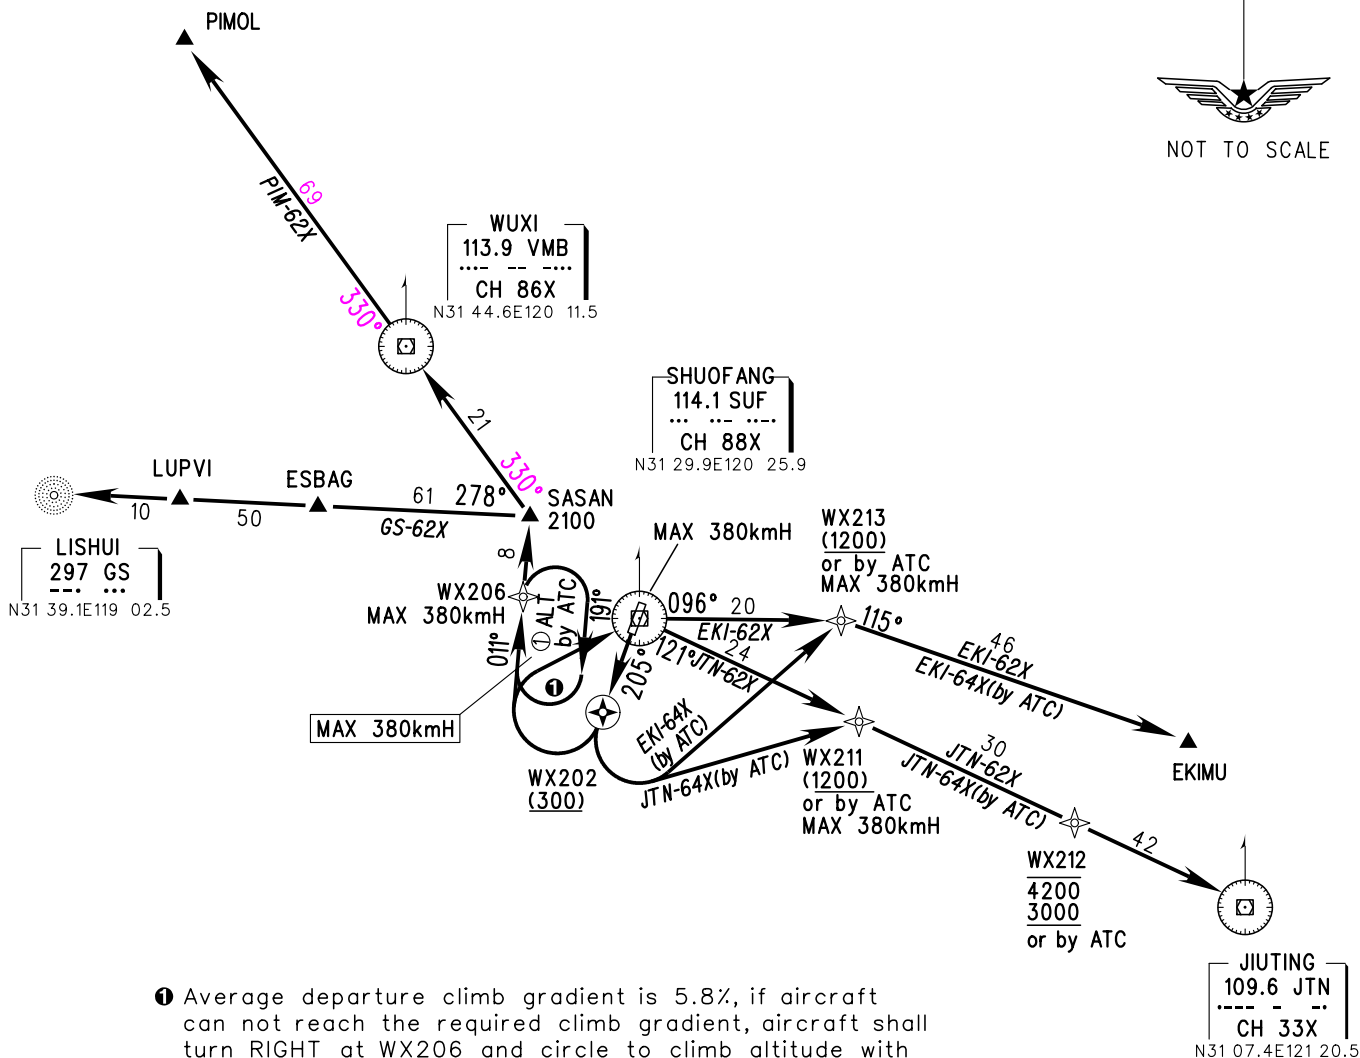 PIMOL
NOT TO SCALE
69
PIM-62X
330°
WUXI
113.9 VMB
CH 86X
N31 44.6E120 11.5
SHUOFANG
114.1 SUF
CH 88X
N31 29.9E120 25.9
21
330°
LUPVI
ESBAG
61
278°
SASAN
2100
10
50
GS-62X
LISHUI
297 GS
N31 39.1E119 02.5
8
WX206
MAX 380kmH
011°
① ALT
by ATC
191°
MAX 380kmH
WX213
(1200)
or by ATC
MAX 380kmH
096°
20
EKI-62X
115°
46
EKI-62X
EKI-64X(by ATC)
121°
24
JTN-62X
205°
❶
MAX 380kmH
EKI-64X
(by ATC)
JTN-64X(by ATC)
WX202
(300)
WX211
(1200)
or by ATC
MAX 380kmH
30
JTN-62X
JTN-64X(by ATC)
EKIMU
42
WX212
4200
3000
or by ATC
JIUTING
109.6 JTN
CH 33X
N31 07.4E121 20.5
❶ Average departure climb gradient is 5.8%, if aircraft
can not reach the required climb gradient, aircraft shall
turn RIGHT at WX206 and circle to climb altitude with